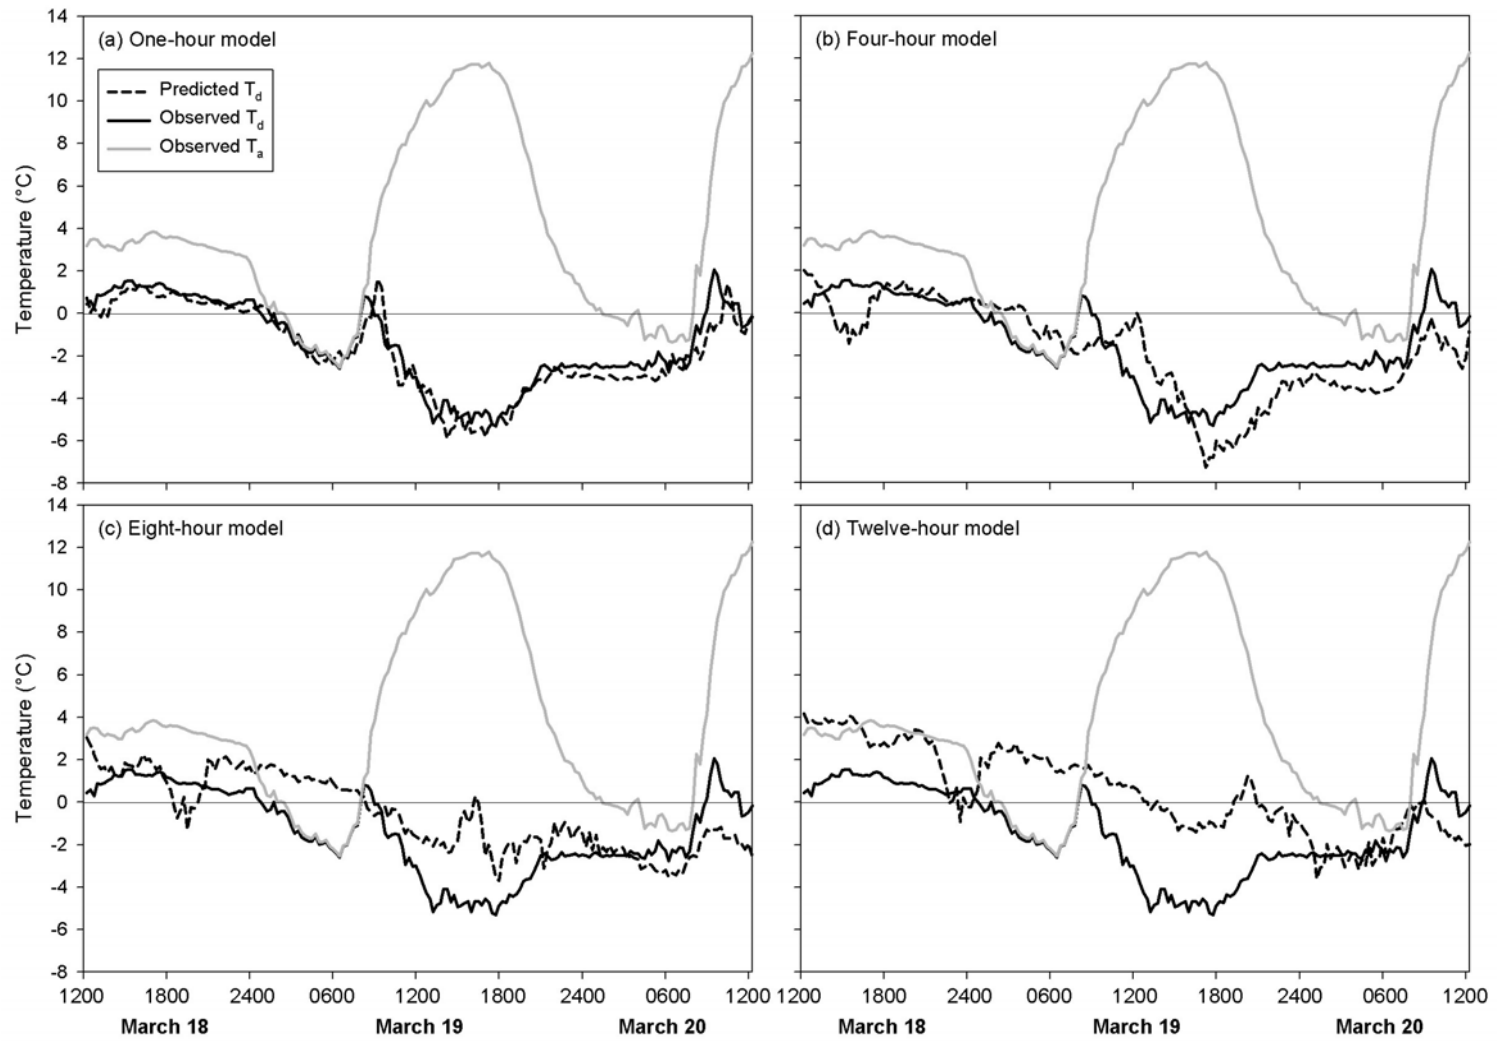 (a) One-hour model
Predicted Td
Observed Td
Observed Ta
14
12
10
8
6
4
2
0
-2
-4
-6
-8
Temperature (°C)
(b) Four-hour model
(c) Eight-hour model
14
12
10
8
6
4
2
0
-2
-4
-6
-8
Temperature (°C)
(d) Twelve-hour model
1200 1800 2400 0600 1200 1800 2400 0600 1200 1200 1800 2400 0600 1200 1800 2400 0600 1200
March 18 March 19 March 20 March 18 March 19 March 20